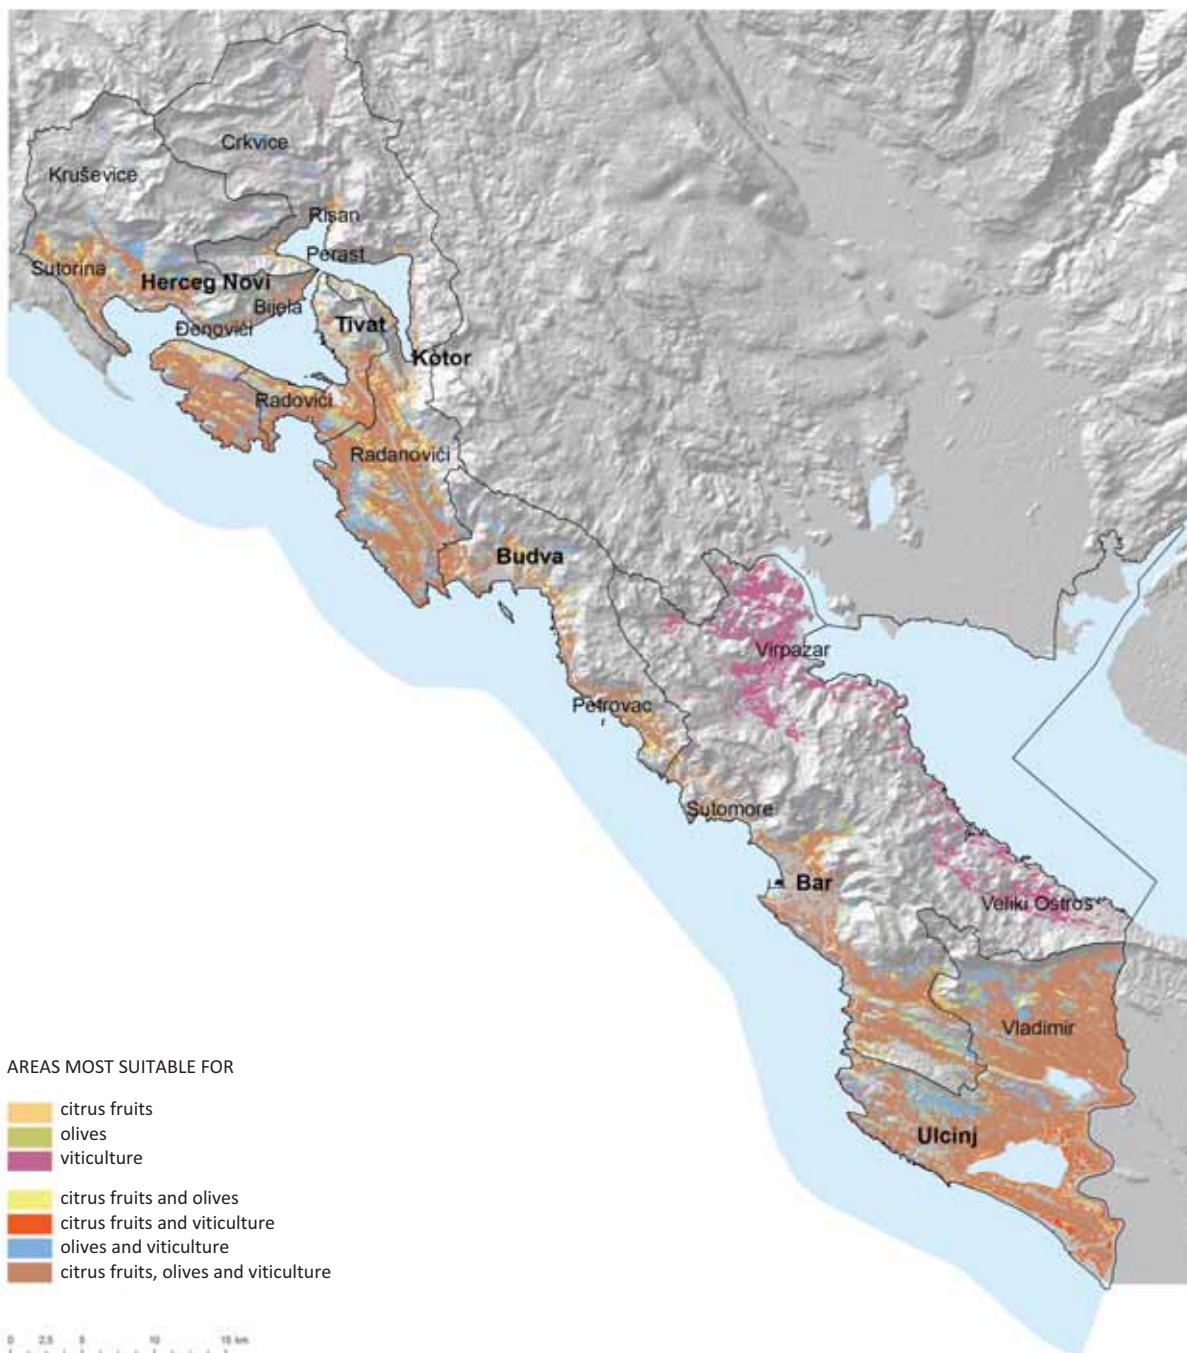 Crkvice
Kruševice
Risan
Perast
Sutorina
Herceg Novi
Bijela
Đenovići
Tivat
Kotor
Radovići
Radanovići
Budva
Virpazar
Petrovac
Sutomore
Bar
Veliki Ostros
Vladimir
Ulcinj
AREAS MOST SUITABLE FOR
citrus fruits
olives
viticulture
citrus fruits and olives
citrus fruits and viticulture
olives and viticulture
citrus fruits, olives and viticulture
0 2,5 5 10 15 km